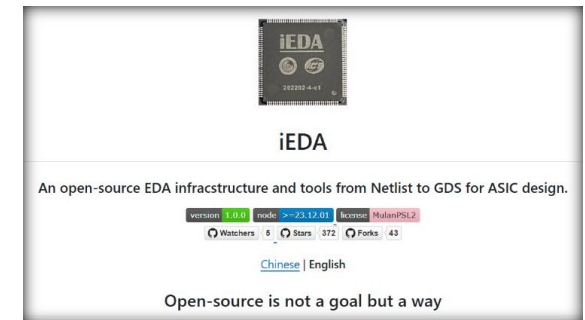 iEDA
202202-4-v1
iEDA
An open-source EDA infracstructure and tools from Netlist to GDS for ASIC design.
version 1.0.0 node >=23.12.01 license MulanPSL2
Watchers 5 Stars 372 Forks 43
Chinese | English
Open-source is not a goal but a way